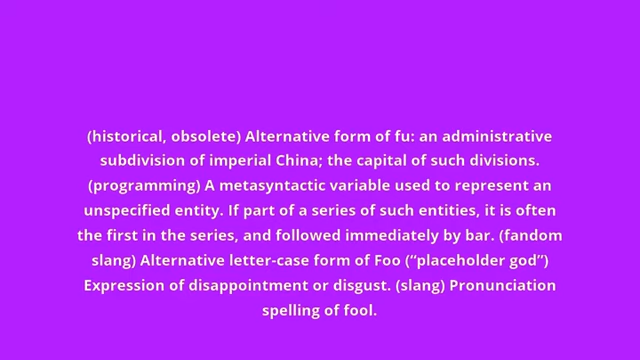 (historical, obsolete) Alternative form of fu: an administrative
subdivision of imperial China; the capital of such divisions.
(programming) A metasyntactic variable used to represent an
unspecified entity. If part of a series of such entities, it is often
the first in the series, and followed immediately by bar. (fandom
slang) Alternative letter-case form of Foo (“placeholder god”)
Expression of disappointment or disgust. (slang) Pronunciation
spelling of fool.